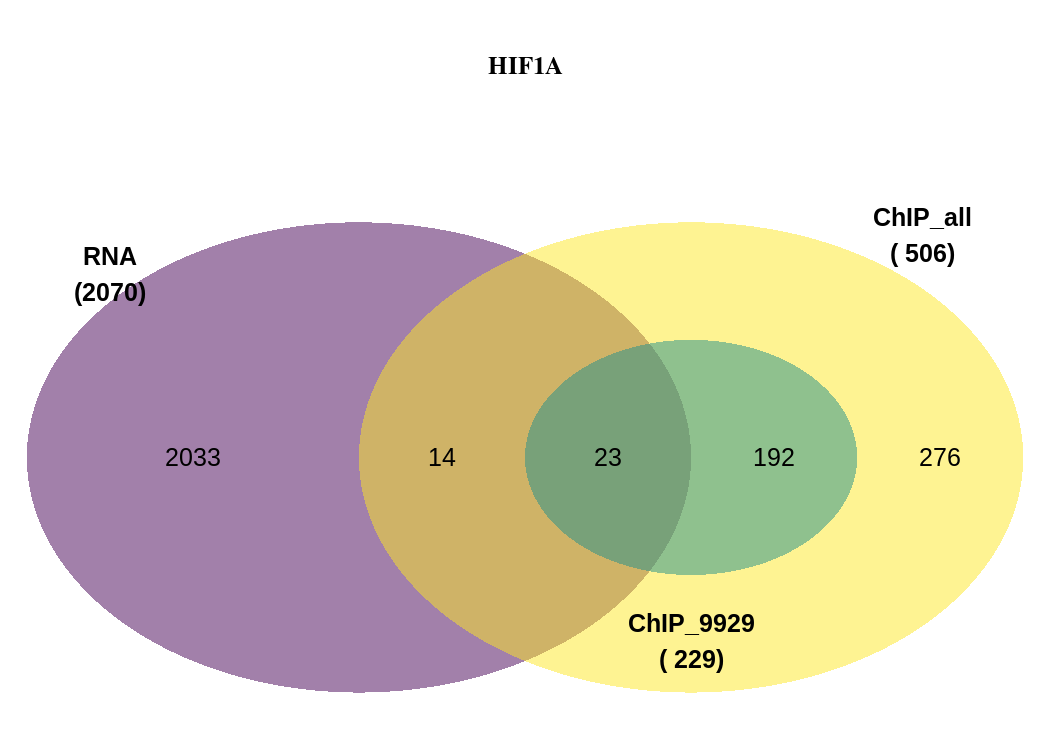 HIF1A
ChIP_all
( 506)
RNA
(2070)
2033
14
23
192
276
ChIP_9929
( 229)